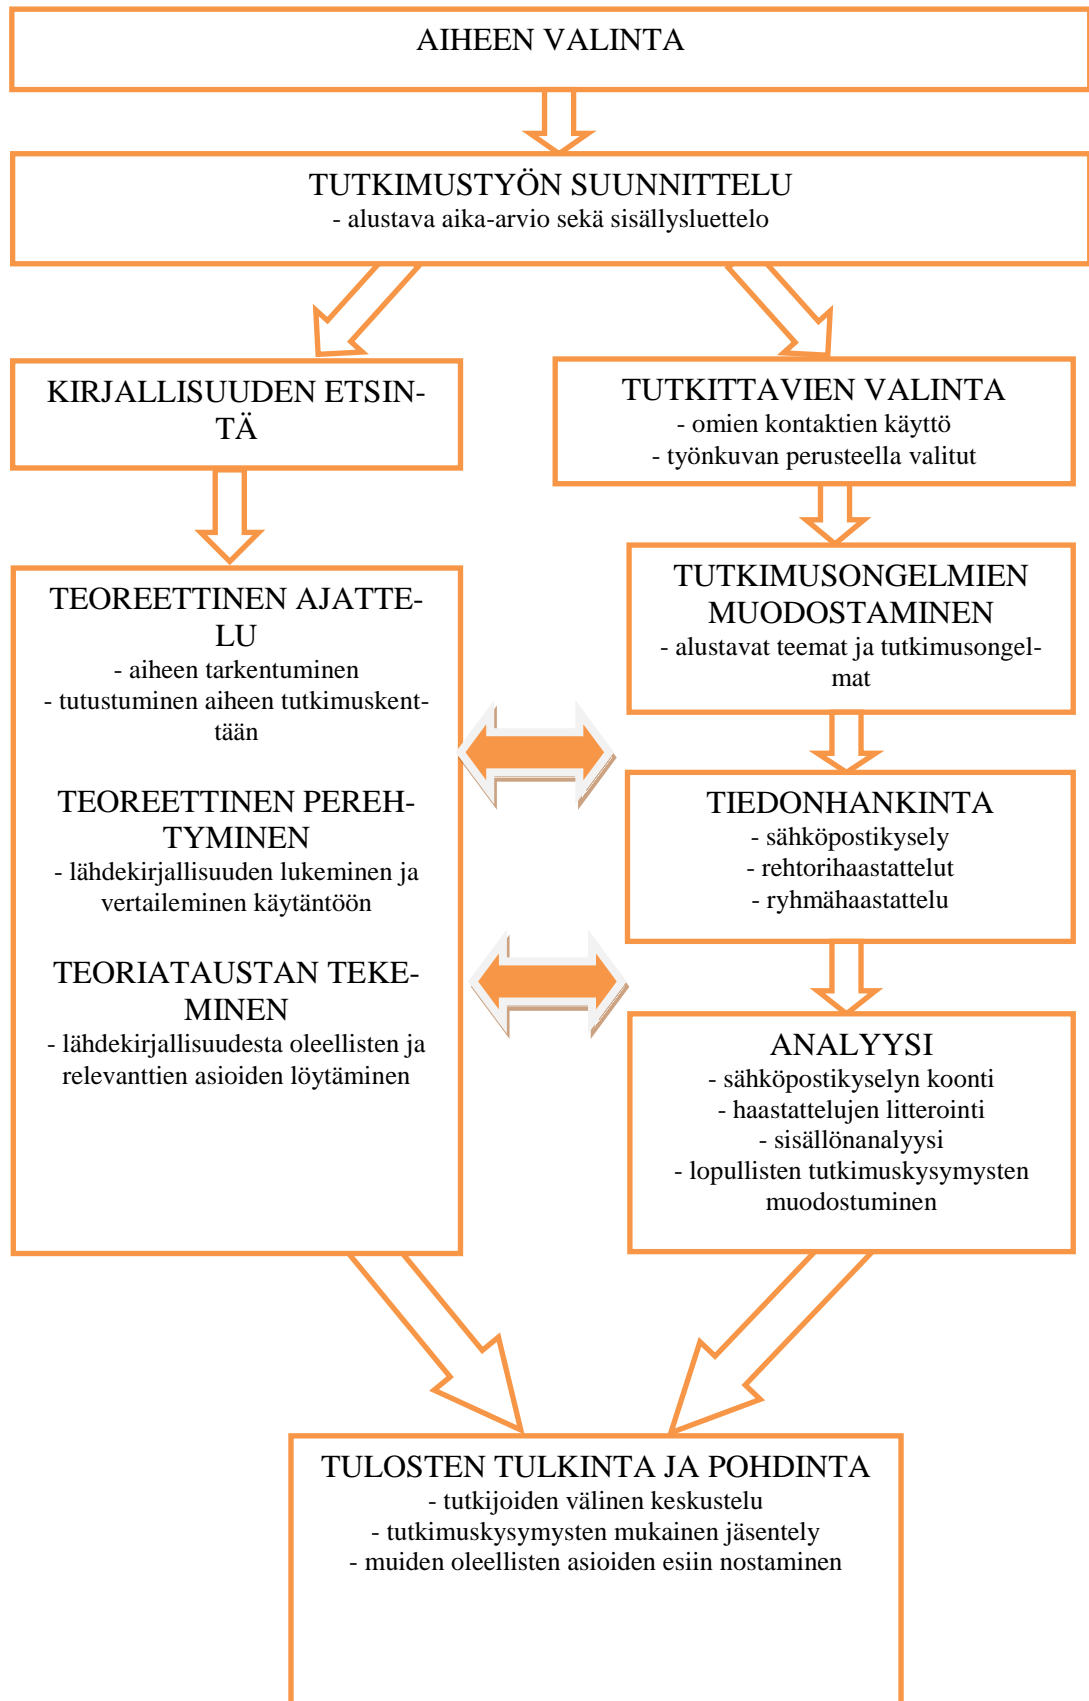 AIHEEN VALINTA
TUTKIMUSTYÖN SUUNNITTELU
- alustava aika-arvio sekä sisällysluettelo
KIRJALLISUUDEN ETSIN-
TÄ
TUTKITTAVIEN VALINTA
- omien kontaktien käyttö
- työnkuvan perusteella valitut
TEOREETTINEN AJATTE-
LU
- aiheen tarkentuminen
- tutustuminen aiheen tutkimuskent-
tään
TEOREETTINEN PEREH-
TYMINEN
- lähdekirjallisuuden lukeminen ja
vertaileminen käytäntöön
TEORIATAUSTAN TEKE-
MINEN
- lähdekirjallisuudesta oleellisten ja
relevanttien asioiden löytäminen
TUTKIMUSONGELMIEN
MUODOSTAMINEN
- alustavat teemat ja tutkimusongel-
mat
TIEDONHANKINTA
- sähköpostikysely
- rehtorihaastattelut
- ryhmähaastattelu
ANALYYSI
- sähköpostikyselyn koonti
- haastattelujen litterointi
- sisällönanalyysi
- lopullisten tutkimuskysymysten
muodostuminen
TULOSTEN TULKINTA JA POHDINTA
- tutkijoiden välinen keskustelu
- tutkimuskysymysten mukainen jäsentely
- muiden oleellisten asioiden esiin nostaminen